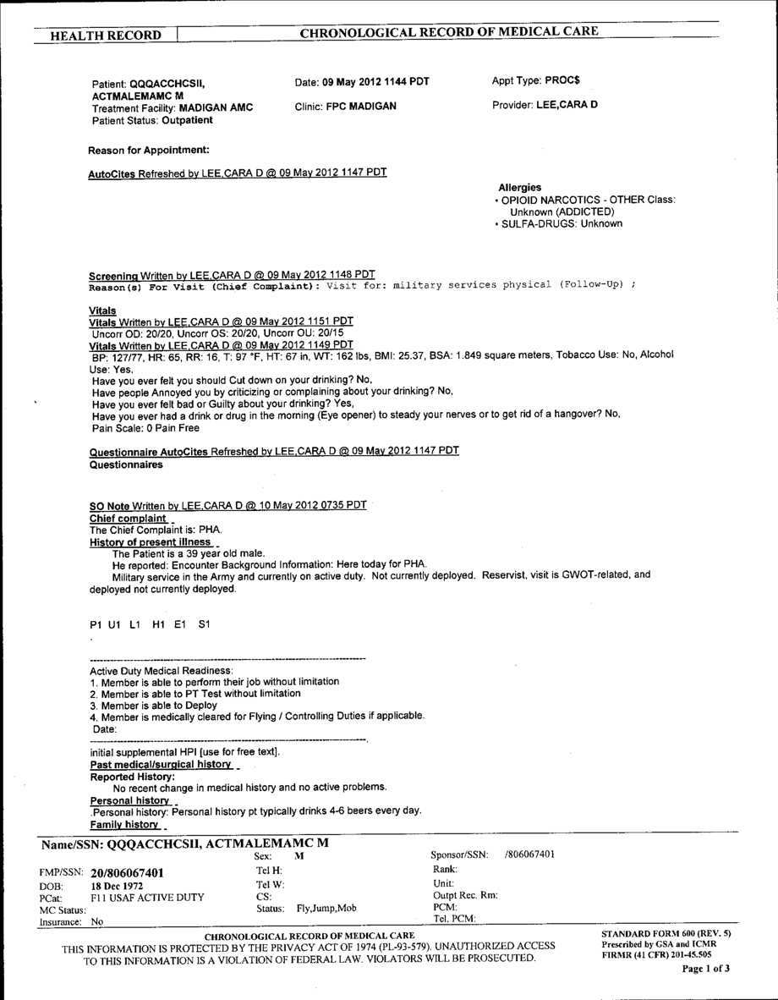 HEALTH RECORD | CHRONOLOGICAL RECORD OF MEDICAL CARE
Patient: QQQACCHCSII, Date: 09 May 2012 1144 PDT Appt Type: PROC$
ACTMALEMAMC M
Treatment Facility: MADIGAN AMC Clinic: FPC MADIGAN Provider: LEE,CARA D
Patient Status: Outpatient
Reason for Appointment:
AutoCites Refreshed by LEE,CARA D @ 09 May 2012 1147 PDT
Allergies
• OPIOID NARCOTICS - OTHER Class:
Unknown (ADDICTED)
• SULFA-DRUGS: Unknown
Screening Written by LEE,CARA D @ 09 May 2012 1148 PDT
Reason(s) For Visit (Chief Complaint): Visit for: military services physical (Follow-Up) ;
Vitals
Vitals Written by LEE,CARA D @ 09 May 2012 1151 PDT
Uncorr OD: 20/20, Uncorr OS: 20/20, Uncorr OU: 20/15
Vitals Written by LEE,CARA D @ 09 May 2012 1149 PDT
BP: 127/77, HR: 65, RR: 16, T: 97 °F, HT: 67 in, WT: 162 lbs, BMI: 25.37, BSA: 1.849 square meters, Tobacco Use: No, Alcohol
Use: Yes,
Have you ever felt you should Cut down on your drinking? No,
Have people Annoyed you by criticizing or complaining about your drinking? No,
Have you ever felt bad or Guilty about your drinking? Yes,
Have you ever had a drink or drug in the morning (Eye opener) to steady your nerves or to get rid of a hangover? No,
Pain Scale: 0 Pain Free
Questionnaire AutoCites Refreshed by LEE,CARA D @ 09 May 2012 1147 PDT
Questionnaires
SO Note Written by LEE,CARA D @ 10 May 2012 0735 PDT
Chief complaint
The Chief Complaint is: PHA.
History of present illness
The Patient is a 39 year old male.
He reported: Encounter Background Information: Here today for PHA.
Military service in the Army and currently on active duty. Not currently deployed. Reservist, visit is GWOT-related, and
deployed not currently deployed.
P1 U1 L1 H1 E1 S1
.
--------------------------------------------------------------------------------
Active Duty Medical Readiness:
1. Member is able to perform their job without limitation
2. Member is able to PT Test without limitation
3. Member is able to Deploy
4. Member is medically cleared for Flying / Controlling Duties if applicable.
Date:
--------------------------------------------------------------------------------.
initial supplemental HPI [use for free text].
Past medical/surgical history
Reported History:
No recent change in medical history and no active problems.
Personal history
.Personal history: Personal history pt typically drinks 4-6 beers every day.
Family history
Name/SSN: QQQACCHCSII, ACTMALEMAMC M
Sex: M Sponsor/SSN: /806067401
FMP/SSN: 20/806067401 Tel H: Rank:
DOB: 18 Dec 1972 Tel W: Unit:
PCat: F11 USAF ACTIVE DUTY CS: Outpt Rec. Rm:
MC Status: Status: Fly,Jump,Mob PCM:
Insurance: No Tel. PCM:
CHRONOLOGICAL RECORD OF MEDICAL CARE STANDARD FORM 600 (REV. 5)
THIS INFORMATION IS PROTECTED BY THE PRIVACY ACT OF 1974 (PL-93-579). UNAUTHORIZED ACCESS Prescribed by GSA and ICMR
TO THIS INFORMATION IS A VIOLATION OF FEDERAL LAW. VIOLATORS WILL BE PROSECUTED. FIRMR (41 CFR) 201-45.505
Page 1 of 3